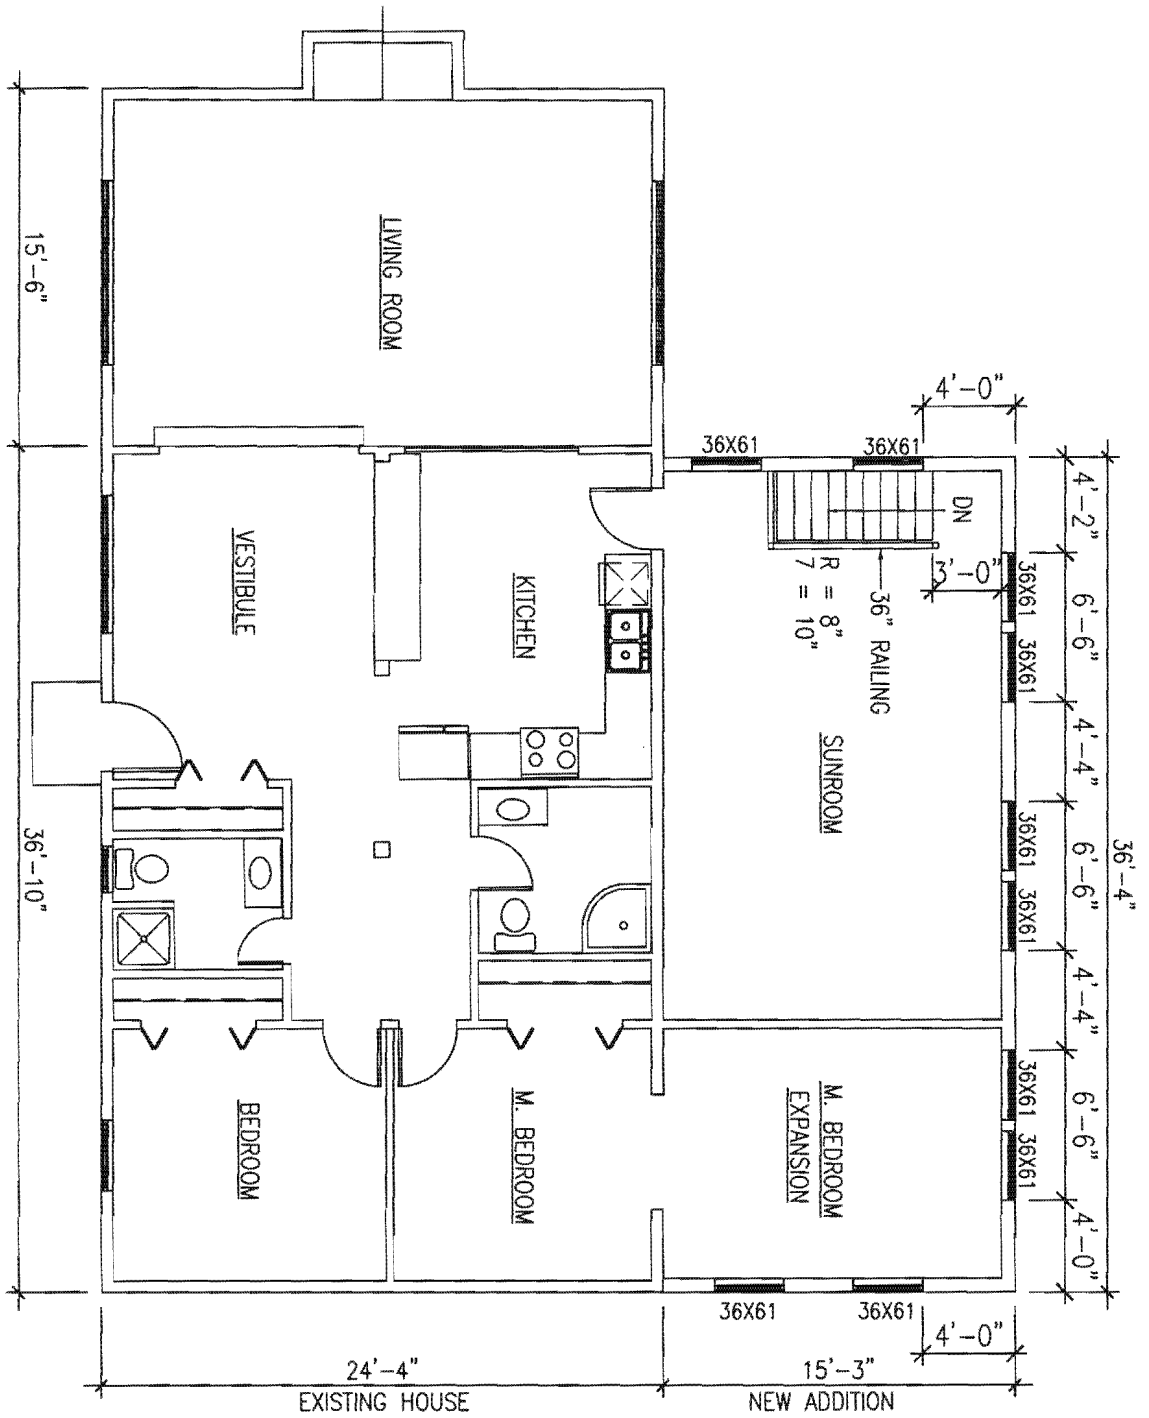 4'-0"
36X61
36X61
15'-6"
LIVING ROOM
DN
4'-2"
3'-0"
36X61
VESTIBULE
KITCHEN
R = 8"
7 = 10"
36" RAILING
6'-6"
36X61
SUNROOM
4'-4"
36X61
36'-10"
6'-6"
36'-4"
36X61
4'-4"
36X61
BEDROOM
M. BEDROOM
M. BEDROOM
EXPANSION
6'-6"
36X61
4'-0"
36X61
36X61
4'-0"
24'-4"
15'-3"
EXISTING HOUSE
NEW ADDITION